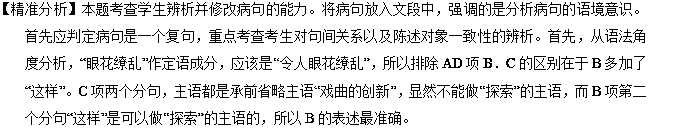 【精准分析】本题考查学生辨析并修改病句的能力。将病句放入文段中，强调的是分析病句的语境意识。
首先应判定病句是一个复句，重点考查考生对句间关系以及陈述对象一致性的辨析。首先，从语法角
度分析，“眼花缭乱”作定语成分，应该是“令人眼花缭乱”，所以排除 AD 项 B．C 的区别在于 B 多加了
“这样”。C 项两个分句，主语都是承前省略主语“戏曲的创新”，显然不能做“探索”的主语，而 B 项第二
个分句“这样”是可以做“探索”的主语的，所以 B 的表述最准确。